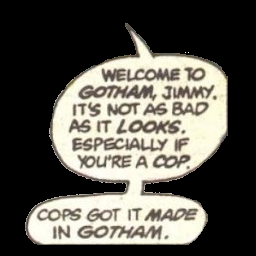 WELCOME TO
GOTHAM, JIMMY.
IT'S NOT AS BAD
AS IT LOOKS.
ESPECIALLY IF
YOU'RE A COP.
COPS GOT IT MADE
IN GOTHAM.